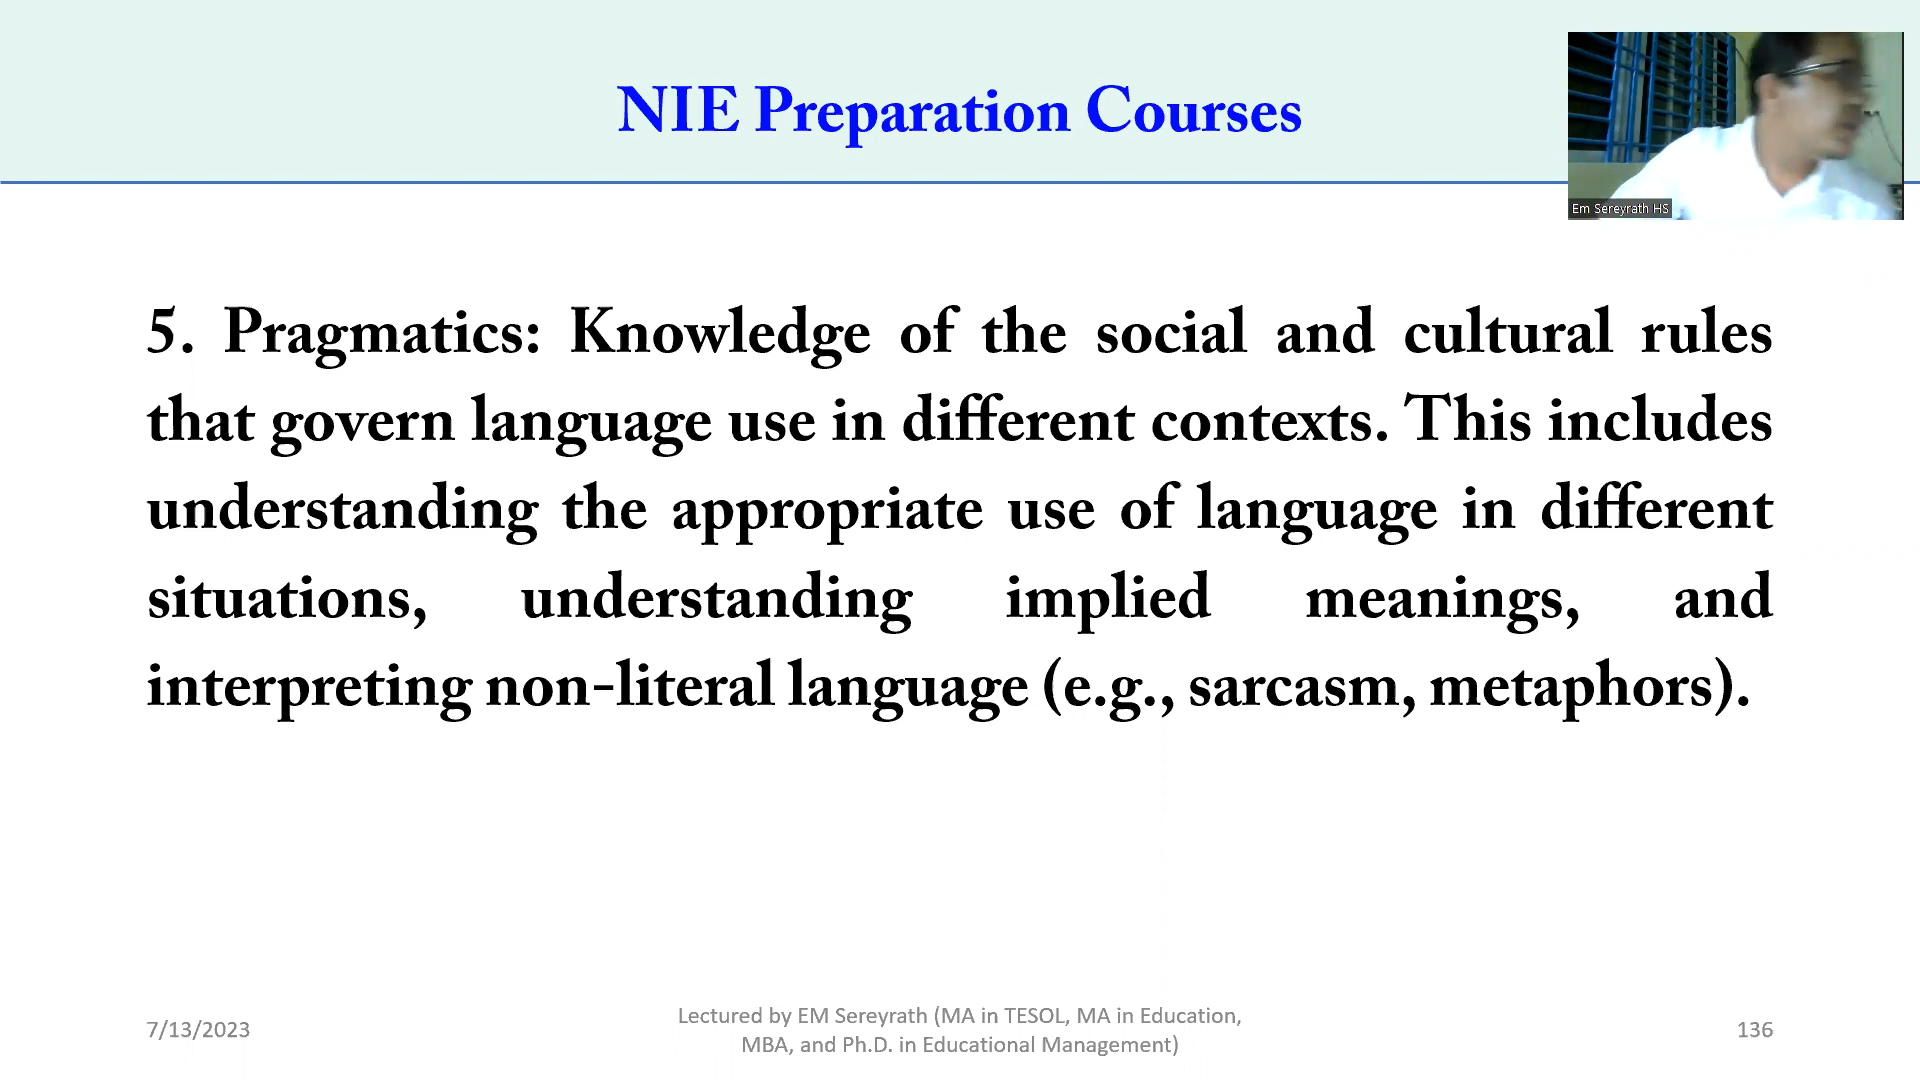 NIE Preparation Courses
Em Sereyrath HS
5. Pragmatics: Knowledge of the social and cultural rules
that govern language use in different contexts. This includes
understanding the appropriate use of language in different
situations, understanding implied meanings, and
interpreting non-literal language (e.g., sarcasm, metaphors).
7/13/2023
Lectured by EM Sereyrath (MA in TESOL, MA in Education,
MBA, and Ph.D. in Educational Management)
136